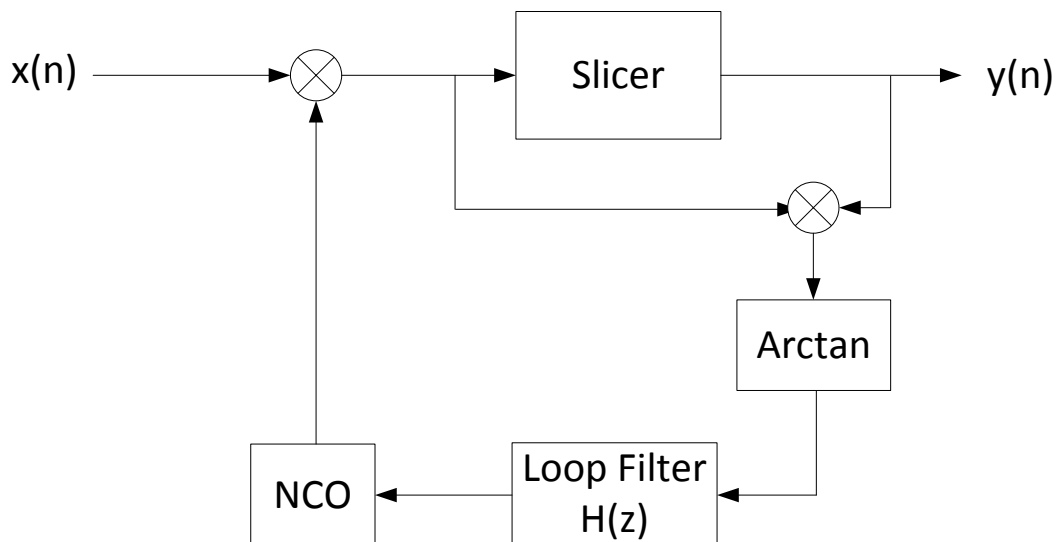 x(n)
Slicer
y(n)
Arctan
Loop Filter
H(z)
NCO